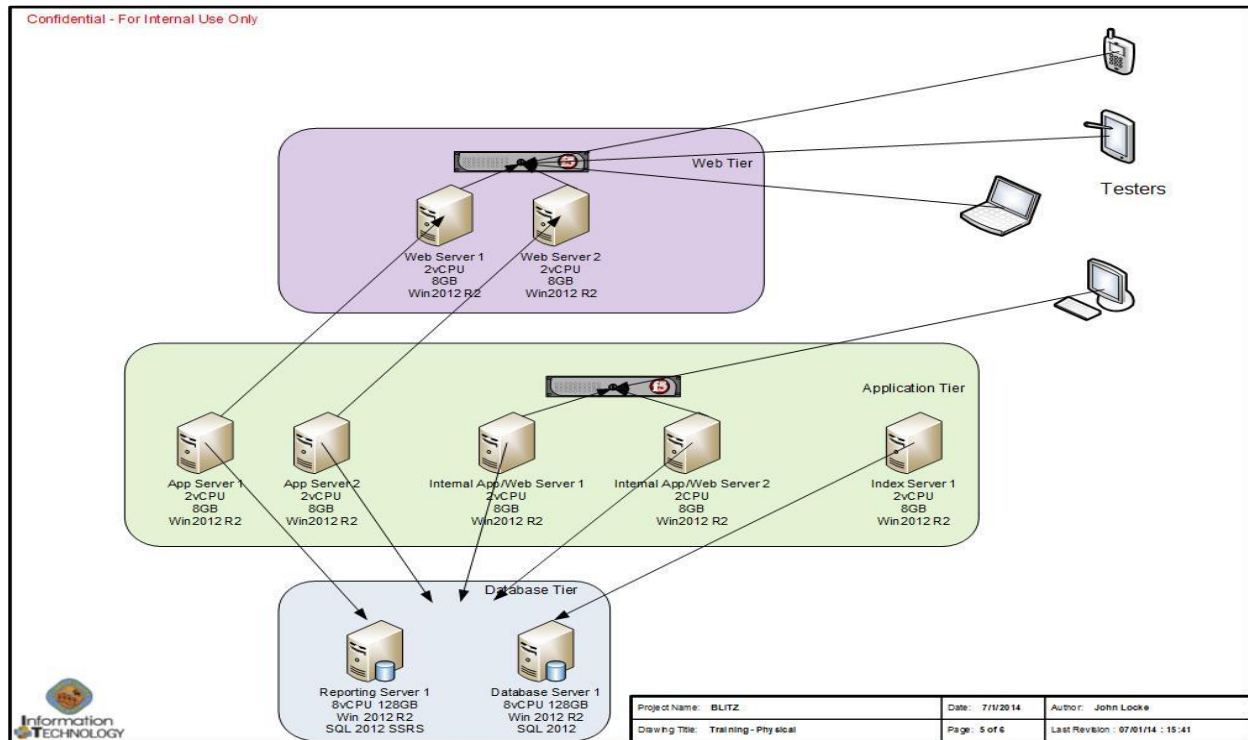 Confidential - For Internal Use Only
Web Tier
Testers
Web Server 1
2vCPU
8GB
Win2012 R2
Web Server 2
2vCPU
8GB
Win2012 R2
Application Tier
App Server 1
2vCPU
8GB
Win2012 R2
App Server 2
2vCPU
8GB
Win2012 R2
Internal App/Web Server 1
2vCPU
8GB
Win2012 R2
Internal App/Web Server 2
2CPU
8GB
Win2012 R2
Index Server 1
2vCPU
8GB
Win2012 R2
Database Tier
Reporting Server 1
8vCPU 128GB
Win 2012 R2
SQL 2012 SSRS
Database Server 1
8vCPU 128GB
Win 2012 R2
SQL 2012
Information
TECHNOLOGY
Project Name: BLITZ
Date: 7/1/2014
Author: John Locke
Drawing Title: Training - Physical
Page: 5 of 6
Last Revision : 07/01/14 : 15:41